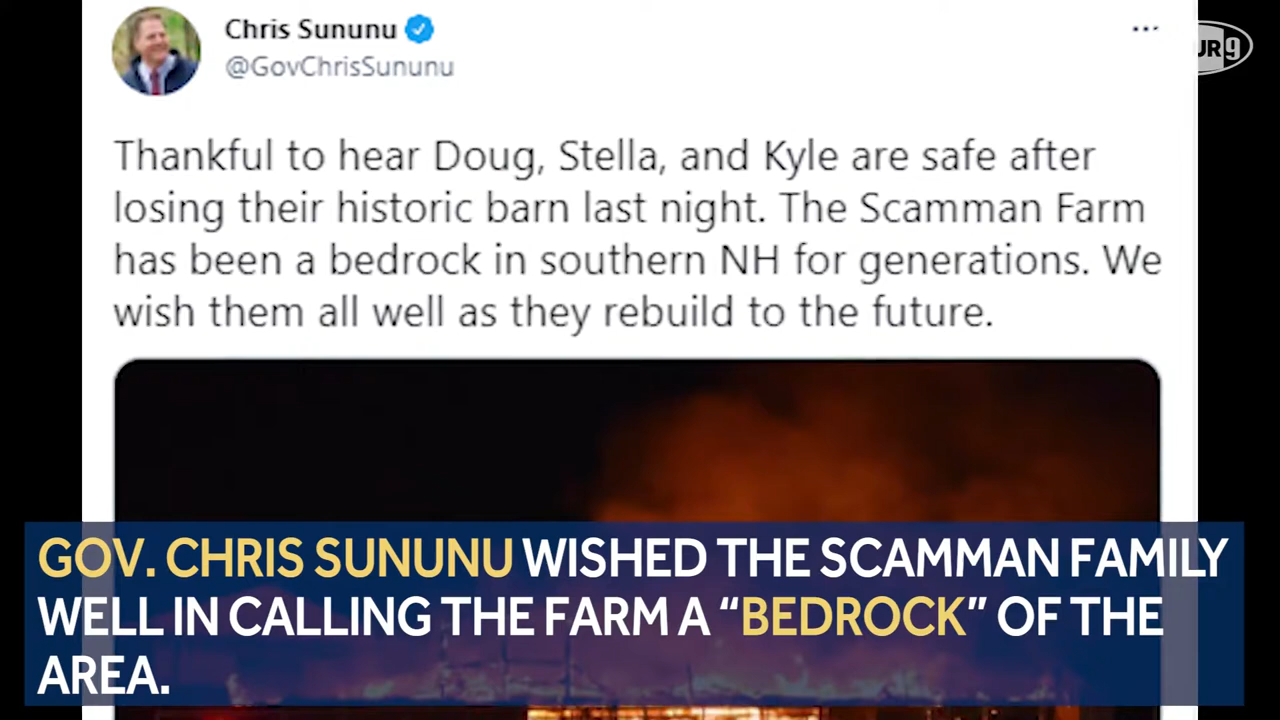 Chris Sununu
@GovChrisSununu
Thankful to hear Doug, Stella, and Kyle are safe after
losing their historic barn last night. The Scamman Farm
has been a bedrock in southern NH for generations. We
wish them all well as they rebuild to the future.
GOV. CHRIS SUNUNU WISHED THE SCAMMAN FAMILY
WELL IN CALLING THE FARM A “BEDROCK” OF THE
AREA.